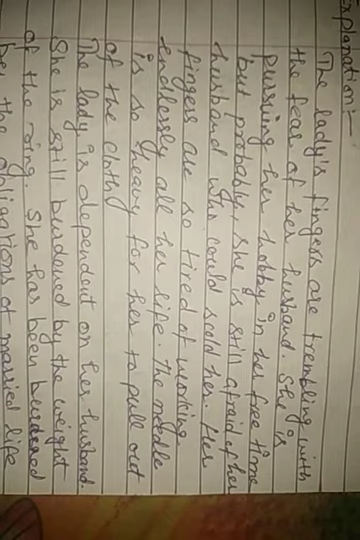 Explanation:-
The lady's fingers are trembling with
the fear of her husband. She is
pursuing her hobby in her free time
but probably, she is still afraid of her
husband who could scold her. Her
fingers are so tired of working
endlessly all her life. The needle
is so heavy for her to pull out
of the cloth,
The lady is dependent on her husband.
She is still burdened by the weight
of the ring. She has been burdened
by the obligations of married life